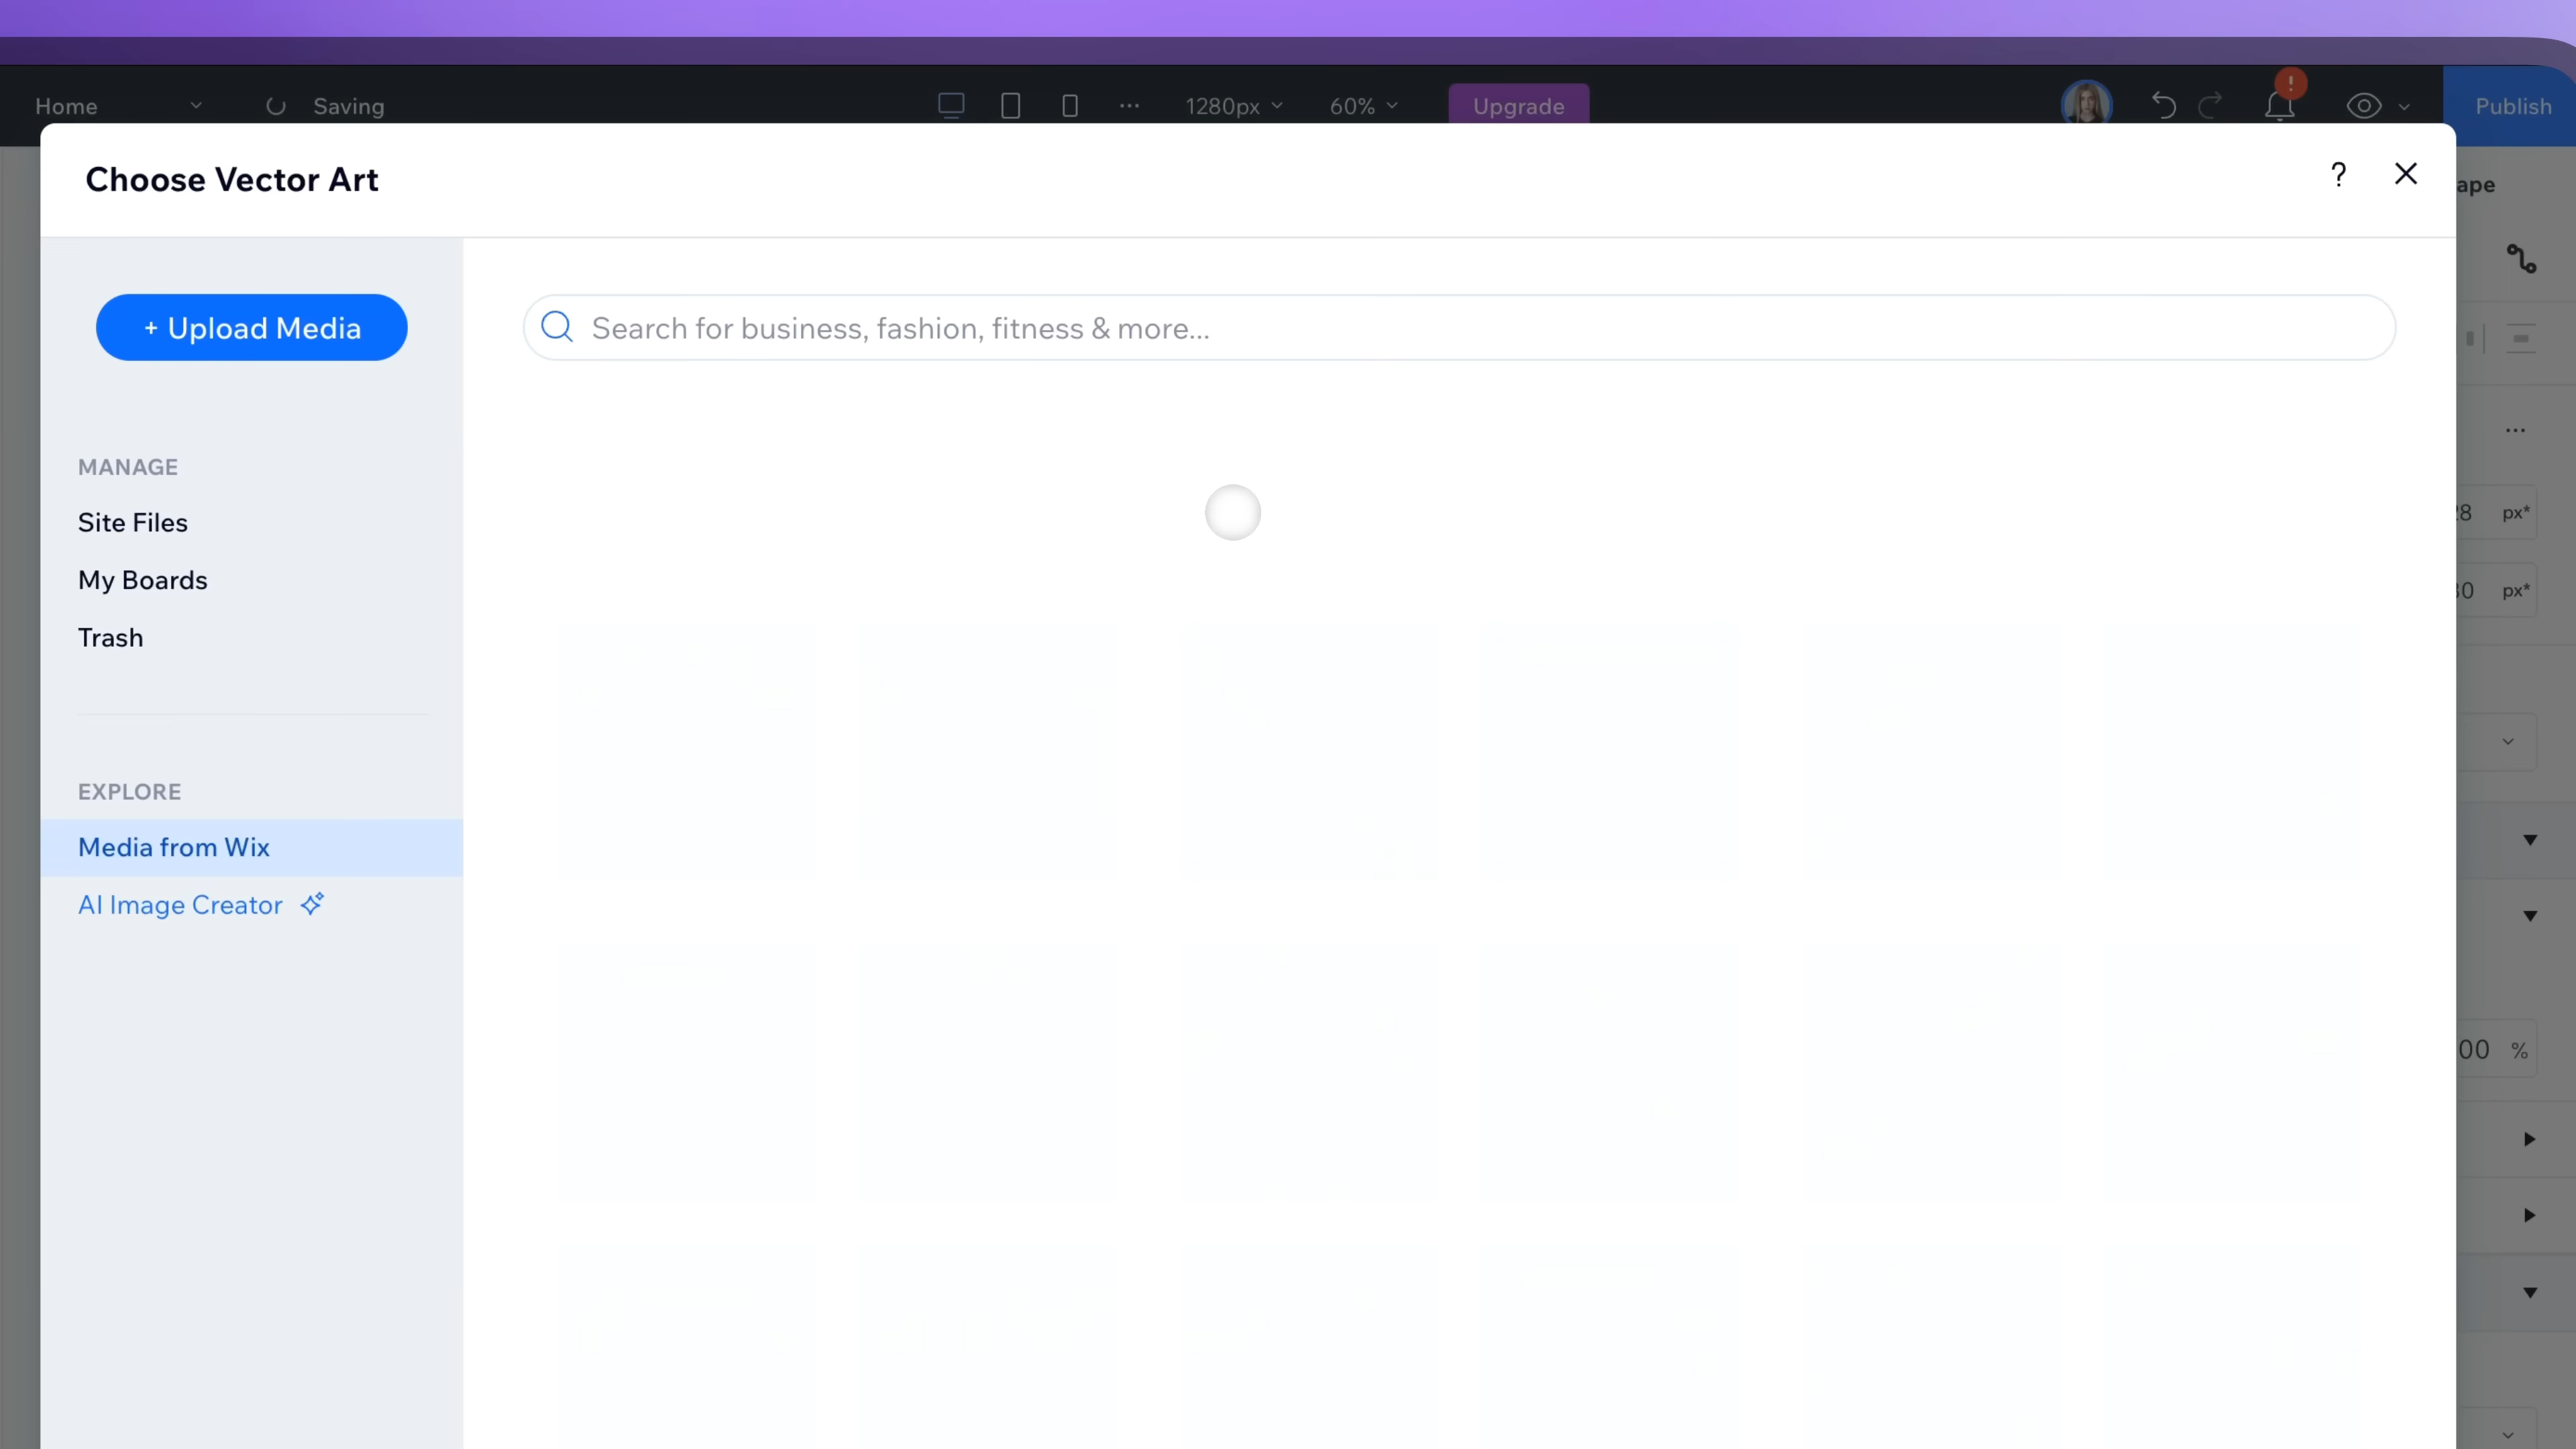 Home
Saving
1280px
60%
Upgrade
!
Publish
Choose Vector Art
?
ape
+ Upload Media
Search for business, fashion, fitness & more...
MANAGE
Site Files
My Boards
Trash
EXPLORE
Media from Wix
AI Image Creator
px*
px*
00 %